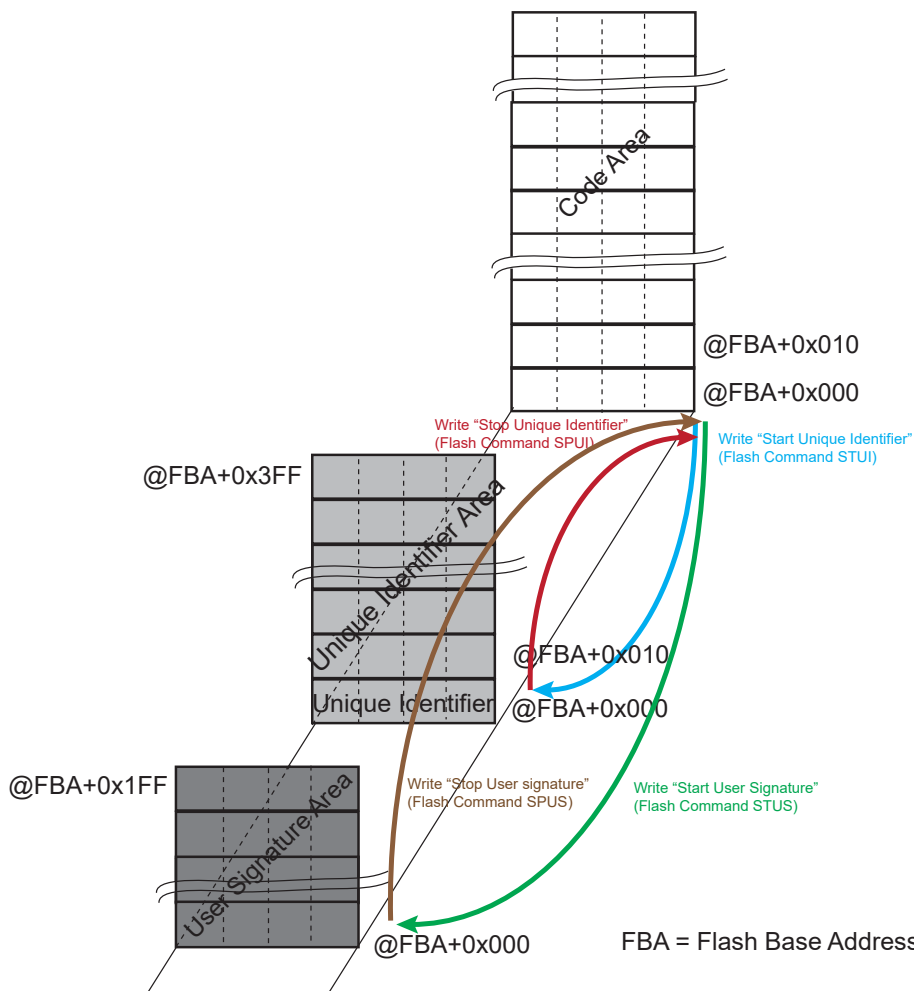 Code Area
@FBA+0x010
@FBA+0x000
Write “Stop Unique Identifier”
(Flash Command SPUI)
Write “Start Unique Identifier”
(Flash Command STUI)
@FBA+0x3FF
Unique Identifier Area
@FBA+0x010
Unique Identifier
@FBA+0x000
@FBA+0x1FF
User Signature Area
Write “Stop User signature”
(Flash Command SPUS)
Write “Start User Signature”
(Flash Command STUS)
@FBA+0x000
FBA = Flash Base Address